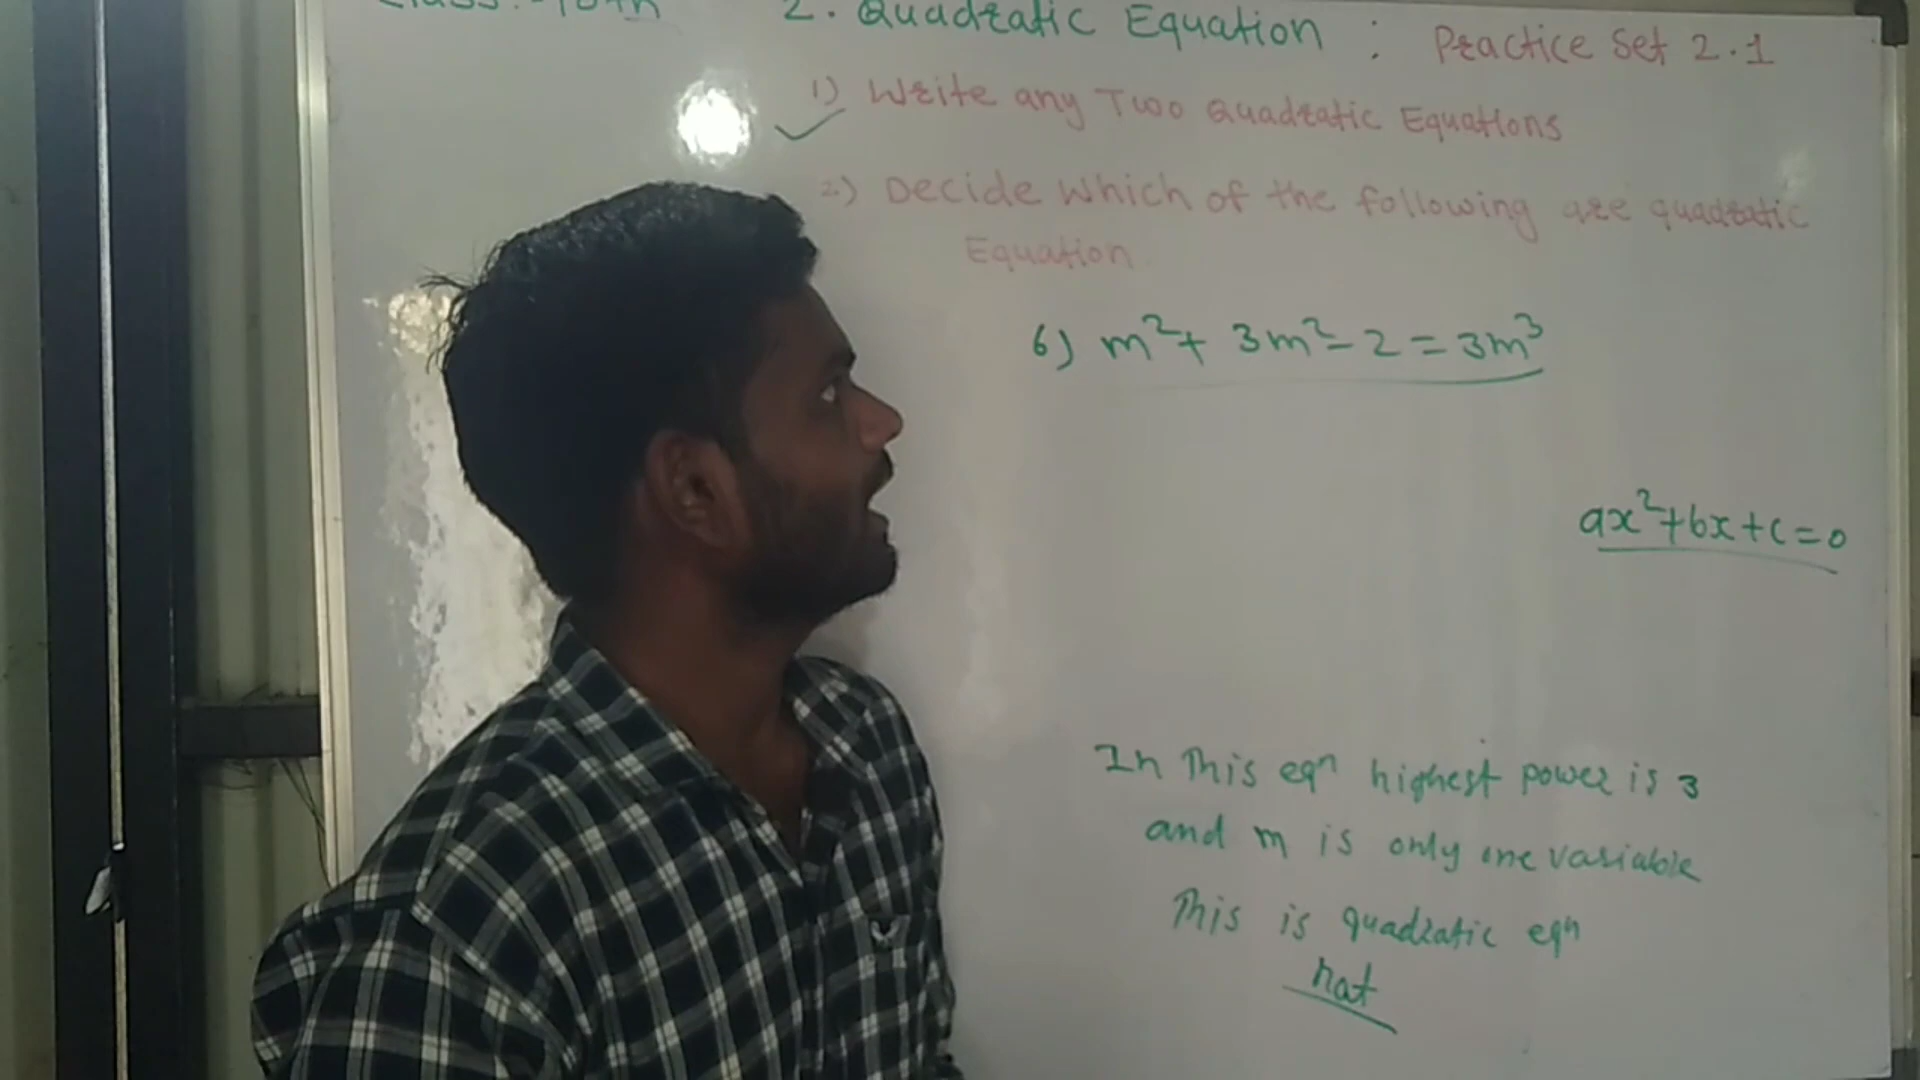 Class:-10th 2. Quadratic Equation : Practice Set 2.1
1) Write any Two Quadratic Equations
2.) Decide Which of the following are quadratic
Equation
6) m²+ 3m²-2=3m³
ax²+bx+c=0
In This eqn highest power is 3
and m is only one variable
This is quadratic eqn
not